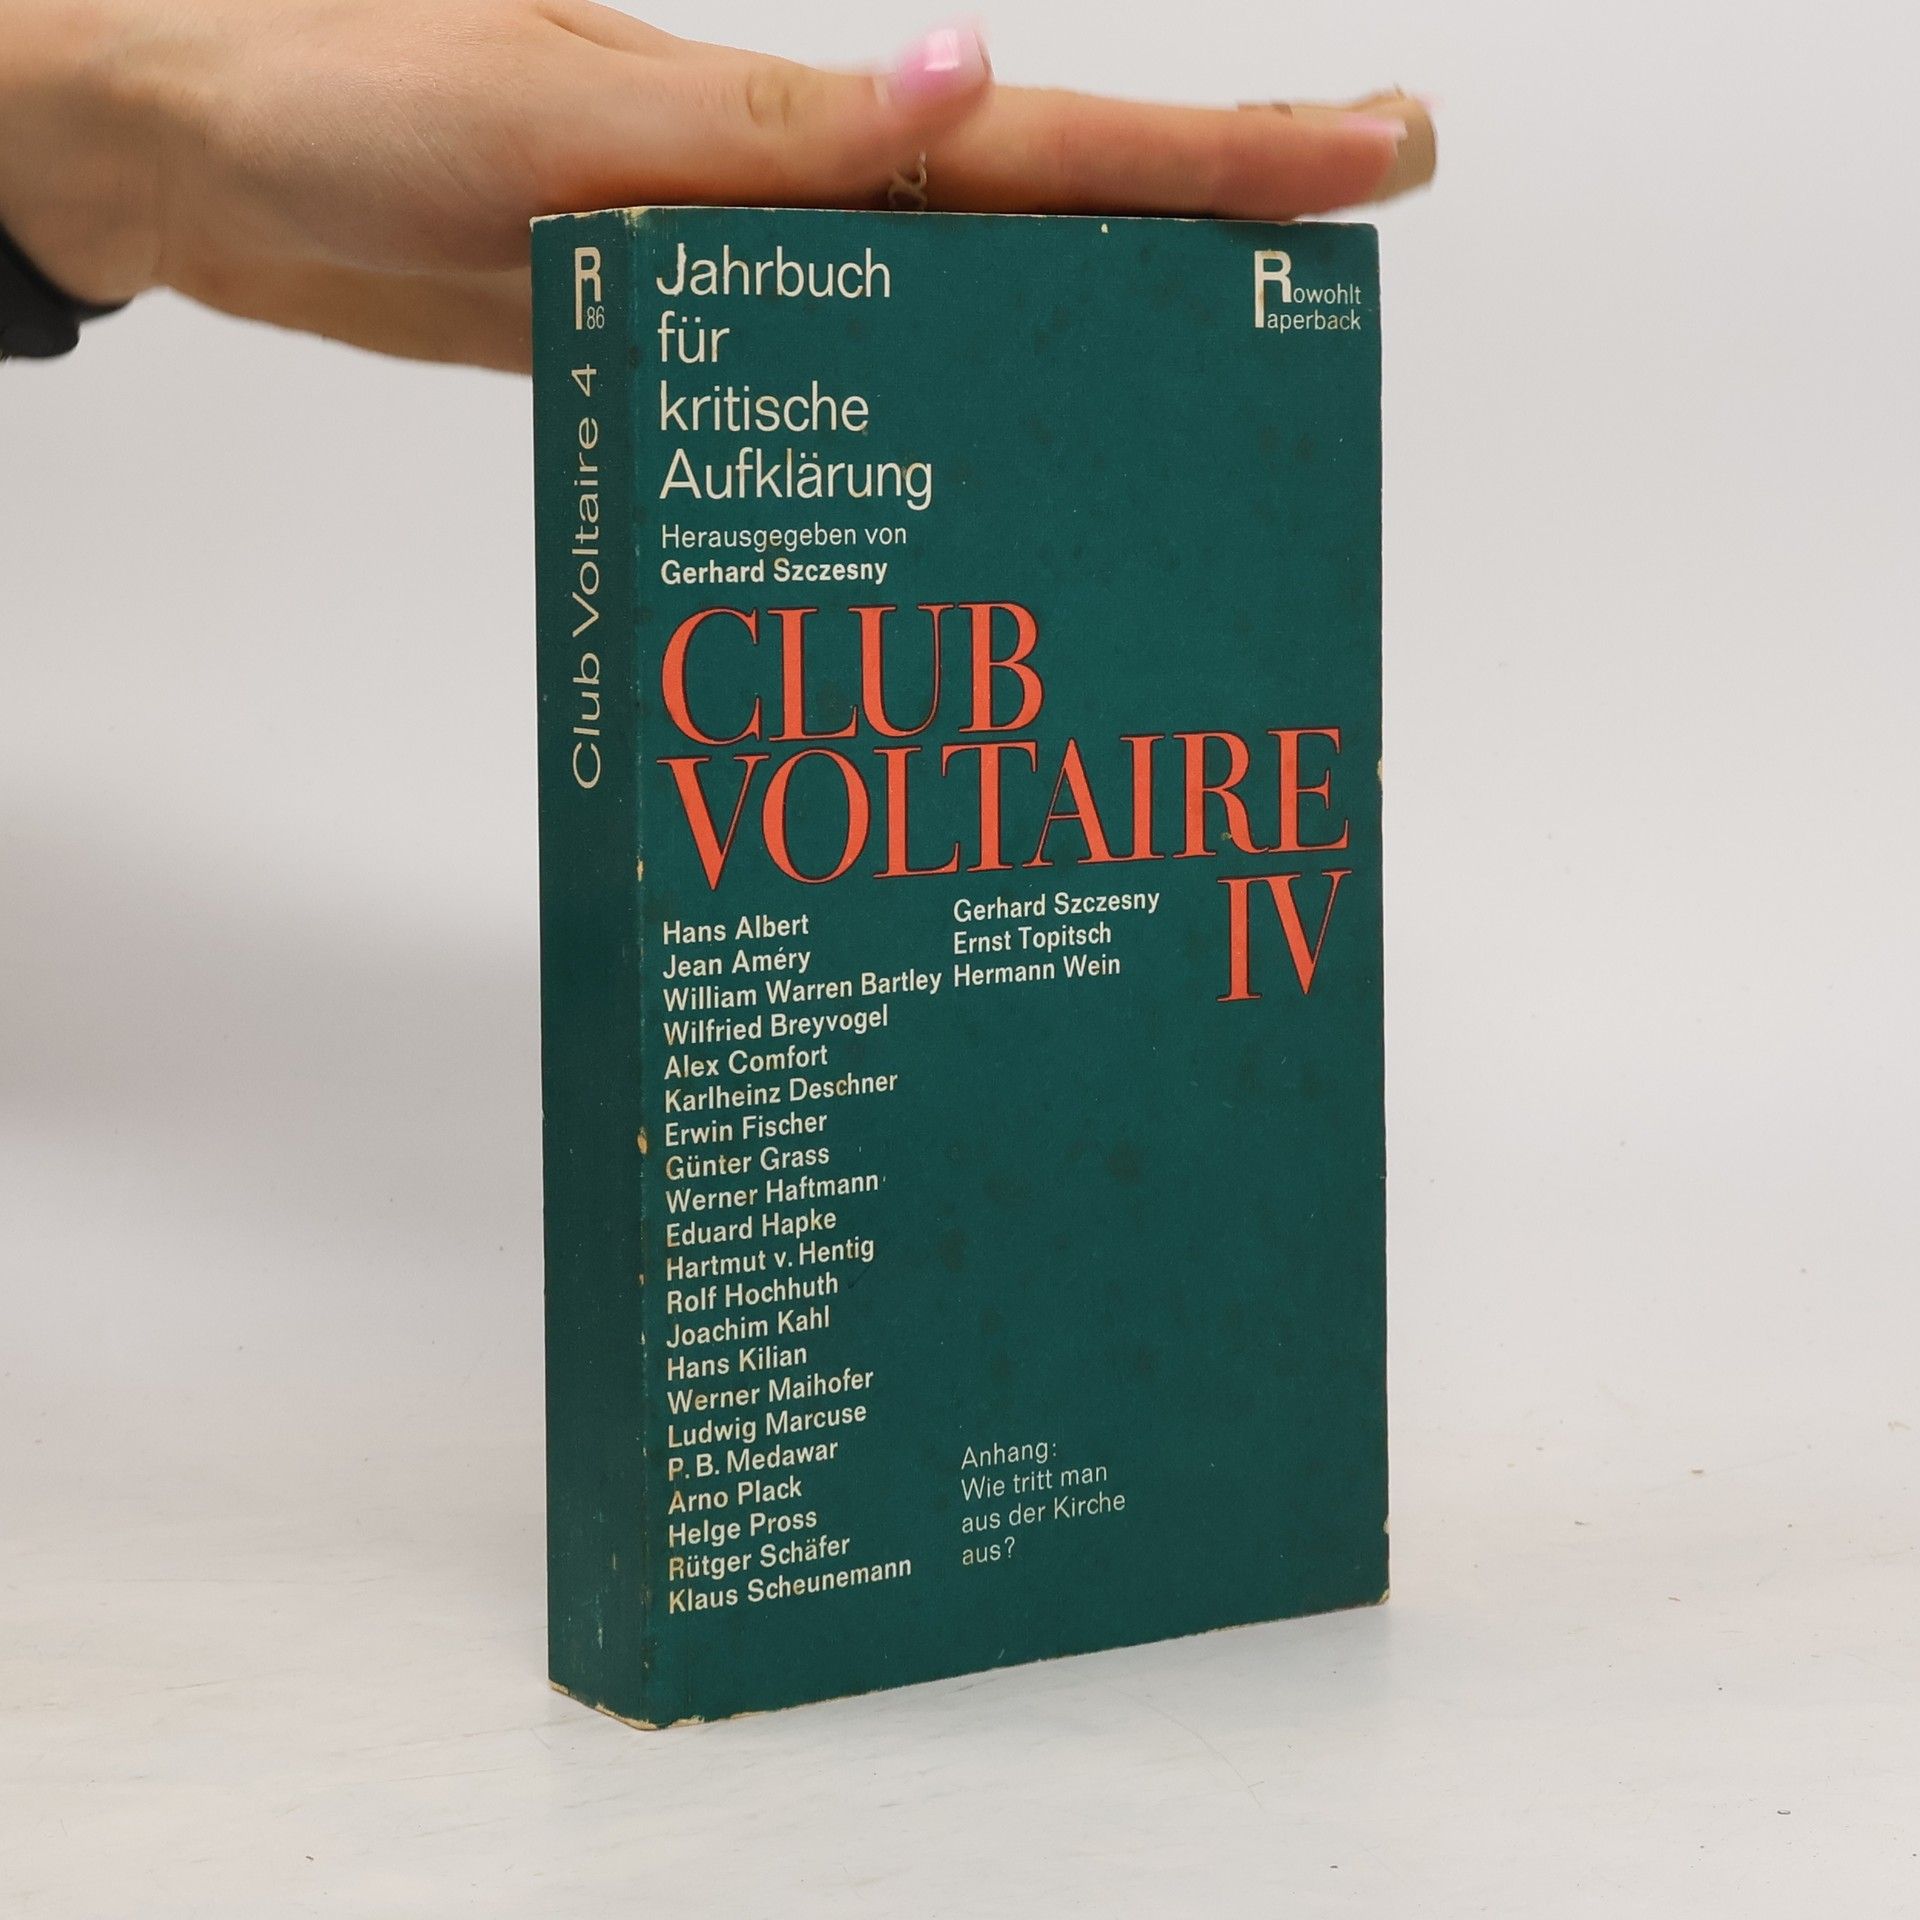 R
86
Club Voltaire 4
Jahrbuch
für
kritische
Aufklärung
Rowohlt
Paperback
Herausgegeben von
Gerhard Szczesny
CLUB
VOLTAIRE
IV
Hans Albert
Jean Améry
William Warren Bartley
Wilfried Breyvogel
Alex Comfort
Karlheinz Deschner
Erwin Fischer
Günter Grass
Werner Haftmann
Eduard Hapke
Hartmut v. Hentig
Rolf Hochhuth
Joachim Kahl
Hans Kilian
Werner Maihofer
Ludwig Marcuse
P. B. Medawar
Arno Plack
Helge Pross
Rütger Schäfer
Klaus Scheunemann
Gerhard Szczesny
Ernst Topitsch
Hermann Wein
Anhang:
Wie tritt man
aus der Kirche
aus?